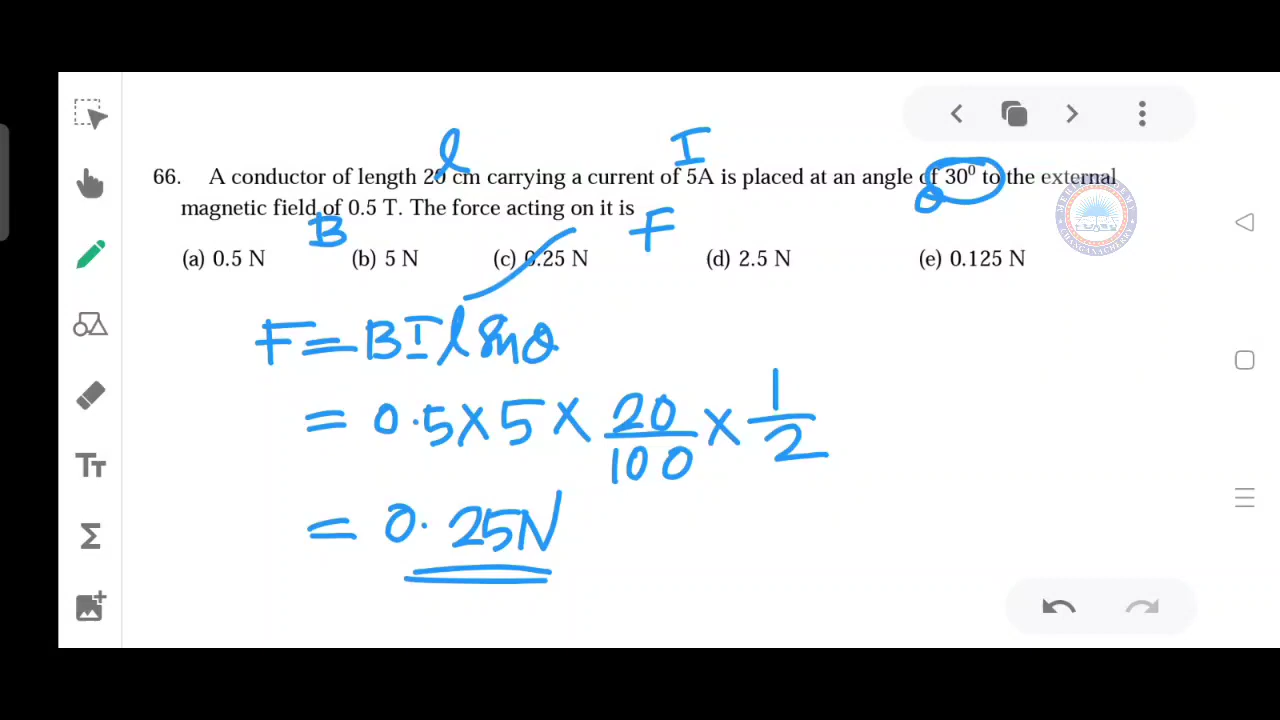 l I
66. A conductor of length 20 cm carrying a current of 5A is placed at an angle of 30⁰ to the external
θ
magnetic field of 0.5 T. The force acting on it is
B F
(a) 0.5 N (b) 5 N (c) 0.25 N (d) 2.5 N (e) 0.125 N
F = BIl sinθ
= 0.5 × 5 × 20/100 × 1/2
= 0.25N
Tт
Σ